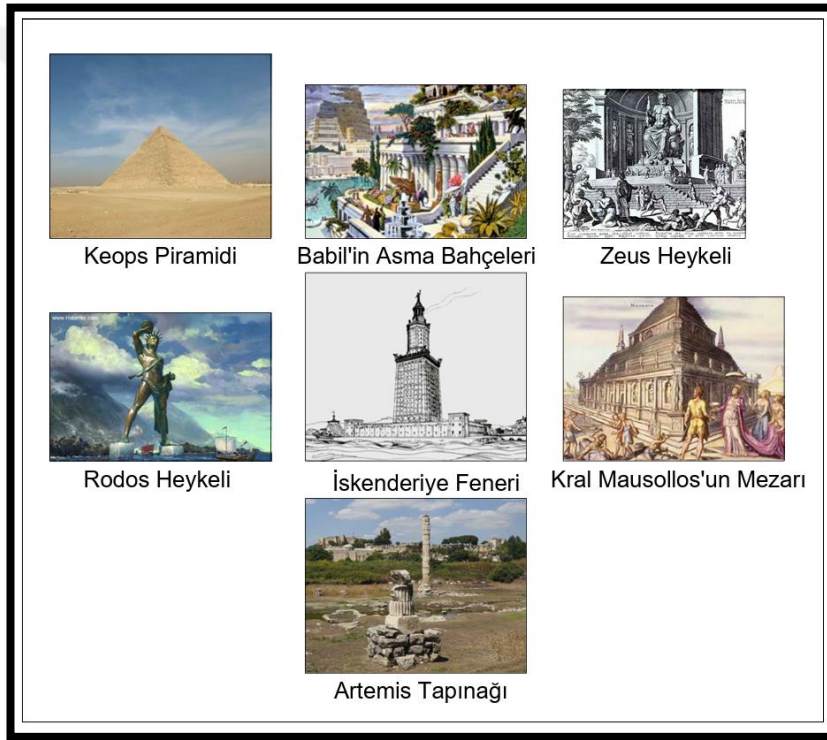 Keops Piramidi
Babil'in Asma Bahçeleri
Zeus Heykeli
Rodos Heykeli
İskenderiye Feneri
Kral Mausollos'un Mezarı
Artemis Tapınağı